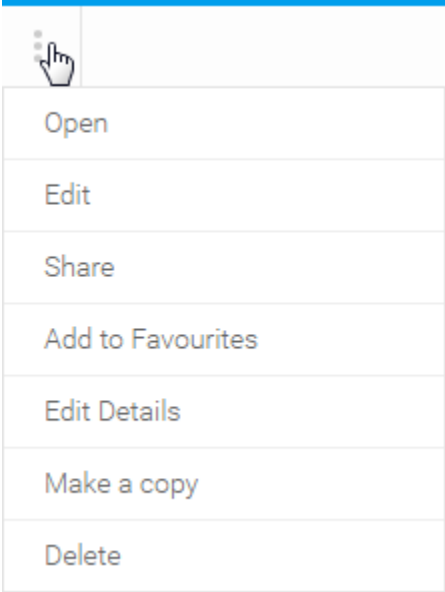 Open
Edit
Share
Add to Favourites
Edit Details
Make a copy
Delete